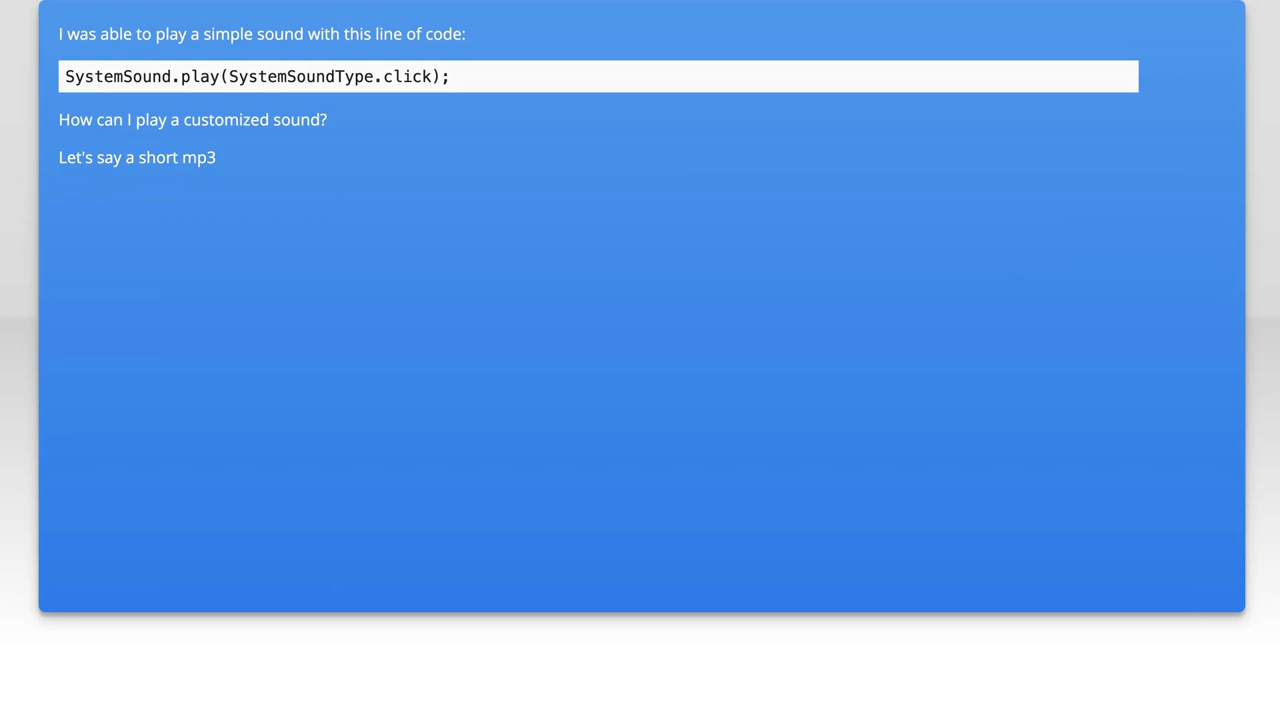 I was able to play a simple sound with this line of code:
SystemSound.play(SystemSoundType.click);
How can I play a customized sound?
Let's say a short mp3